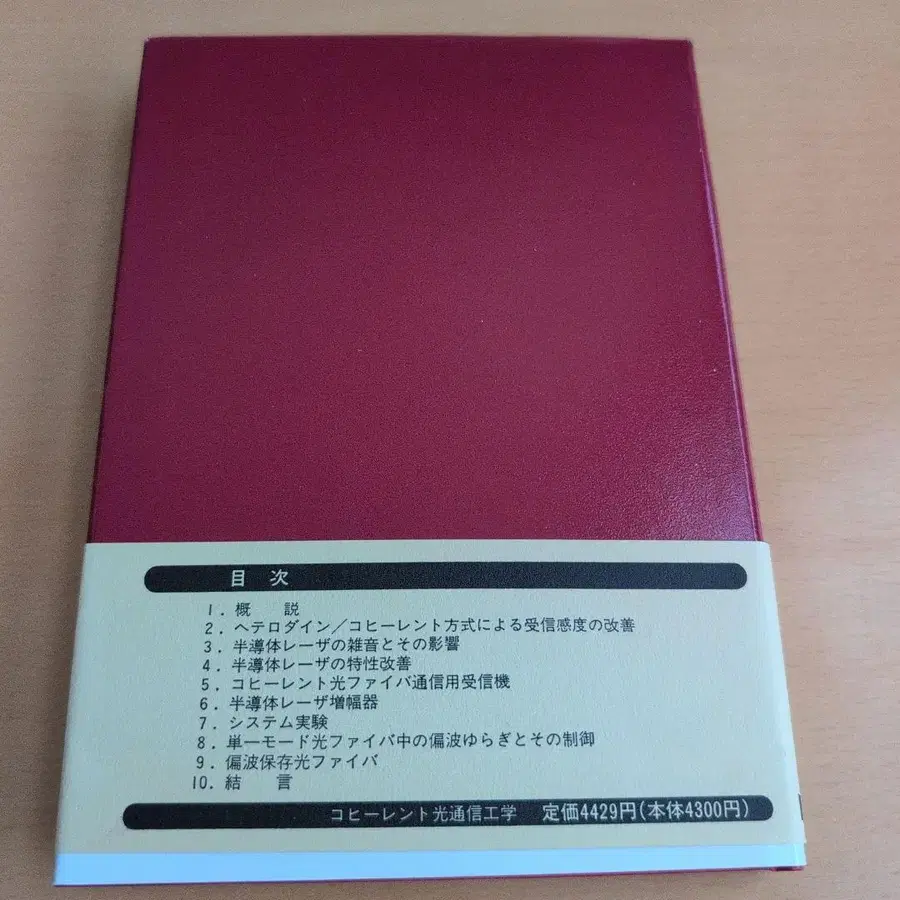 目 次
1. 概 説
2. ヘテロダイン/コヒーレント方式による受信感度の改善
3. 半導体レーザの雑音とその影響
4. 半導体レーザの特性改善
5. コヒーレント光ファイバ通信用受信機
6. 半導体レーザ増幅器
7. システム実験
8. 単一モード光ファイバ中の偏波ゆらぎとその制御
9. 偏波保存光ファイバ
10. 結 言
コヒーレント光通信工学 定価4429円(本体4300円)